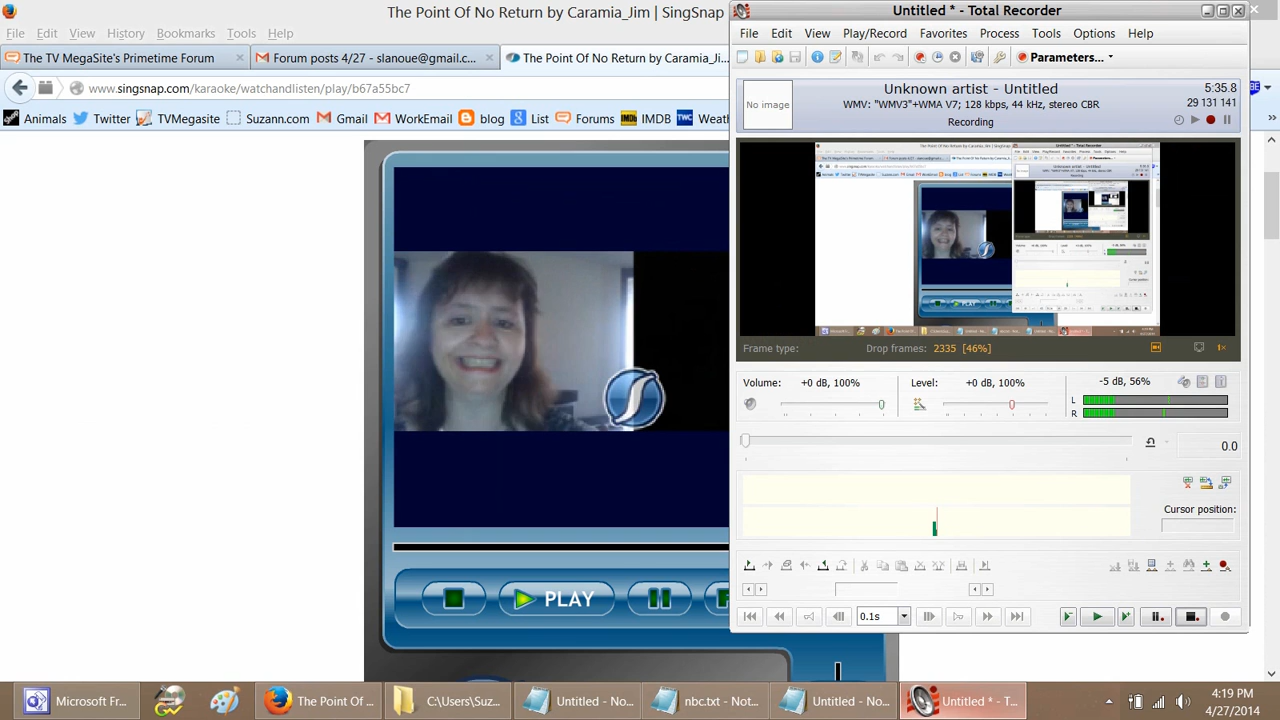 The Point Of No Return by Caramia_Jim | SingSnap
Untitled * - Total Recorder
File Edit View History Bookmarks Tools Help
File Edit View Play/Record Favorites Process Tools Options Help
The TV MegaSite's Primetime Forum
Forum posts 4/27 - slanoue@gmail.c...
The Point Of No Return by Caramia_Ji...
Parameters...
www.singsnap.com/karaoke/watchandlisten/play/b67a55bc7
Animals Twitter TVMegasite Suzann.com Gmail WorkEmail blog List Forums IMDB Weath
No image
Unknown artist - Untitled
5:35.8
WMV: "WMV3"+WMA V7; 128 kbps, 44 kHz, stereo CBR
29 131 141
Recording
Frame type:
Drop frames: 2335 [46%]
Volume: +0 dB, 100%
Level: +0 dB, 100%
-5 dB, 56%
L
R
0.0
Cursor position:
PLAY
0.1s
Microsoft Fr...
The Point Of ...
C:\Users\Suz...
Untitled - No...
nbc.txt - Not...
Untitled - No...
Untitled * - T...
4:19 PM
4/27/2014